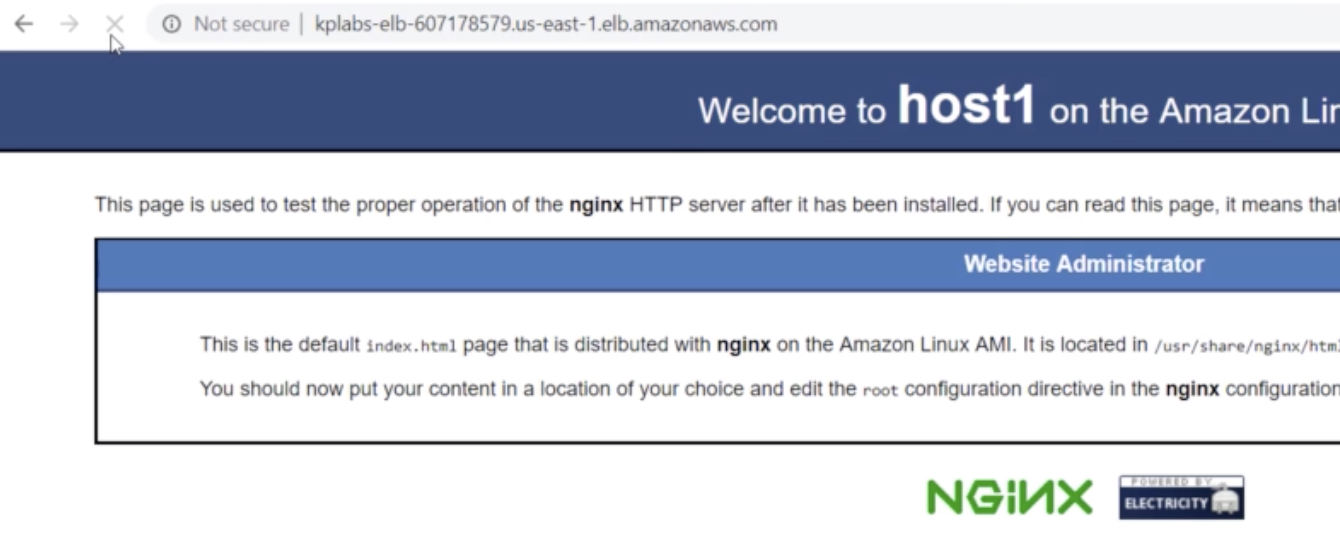 Not secure | kplabs-elb-607178579.us-east-1.elb.amazonaws.com
Welcome to host1 on the Amazon Lin
This page is used to test the proper operation of the nginx HTTP server after it has been installed. If you can read this page, it means that
Website Administrator
This is the default index.html page that is distributed with nginx on the Amazon Linux AMI. It is located in /usr/share/nginx/html
You should now put your content in a location of your choice and edit the root configuration directive in the nginx configuration
NGINX
POWERED BY
ELECTRICITY